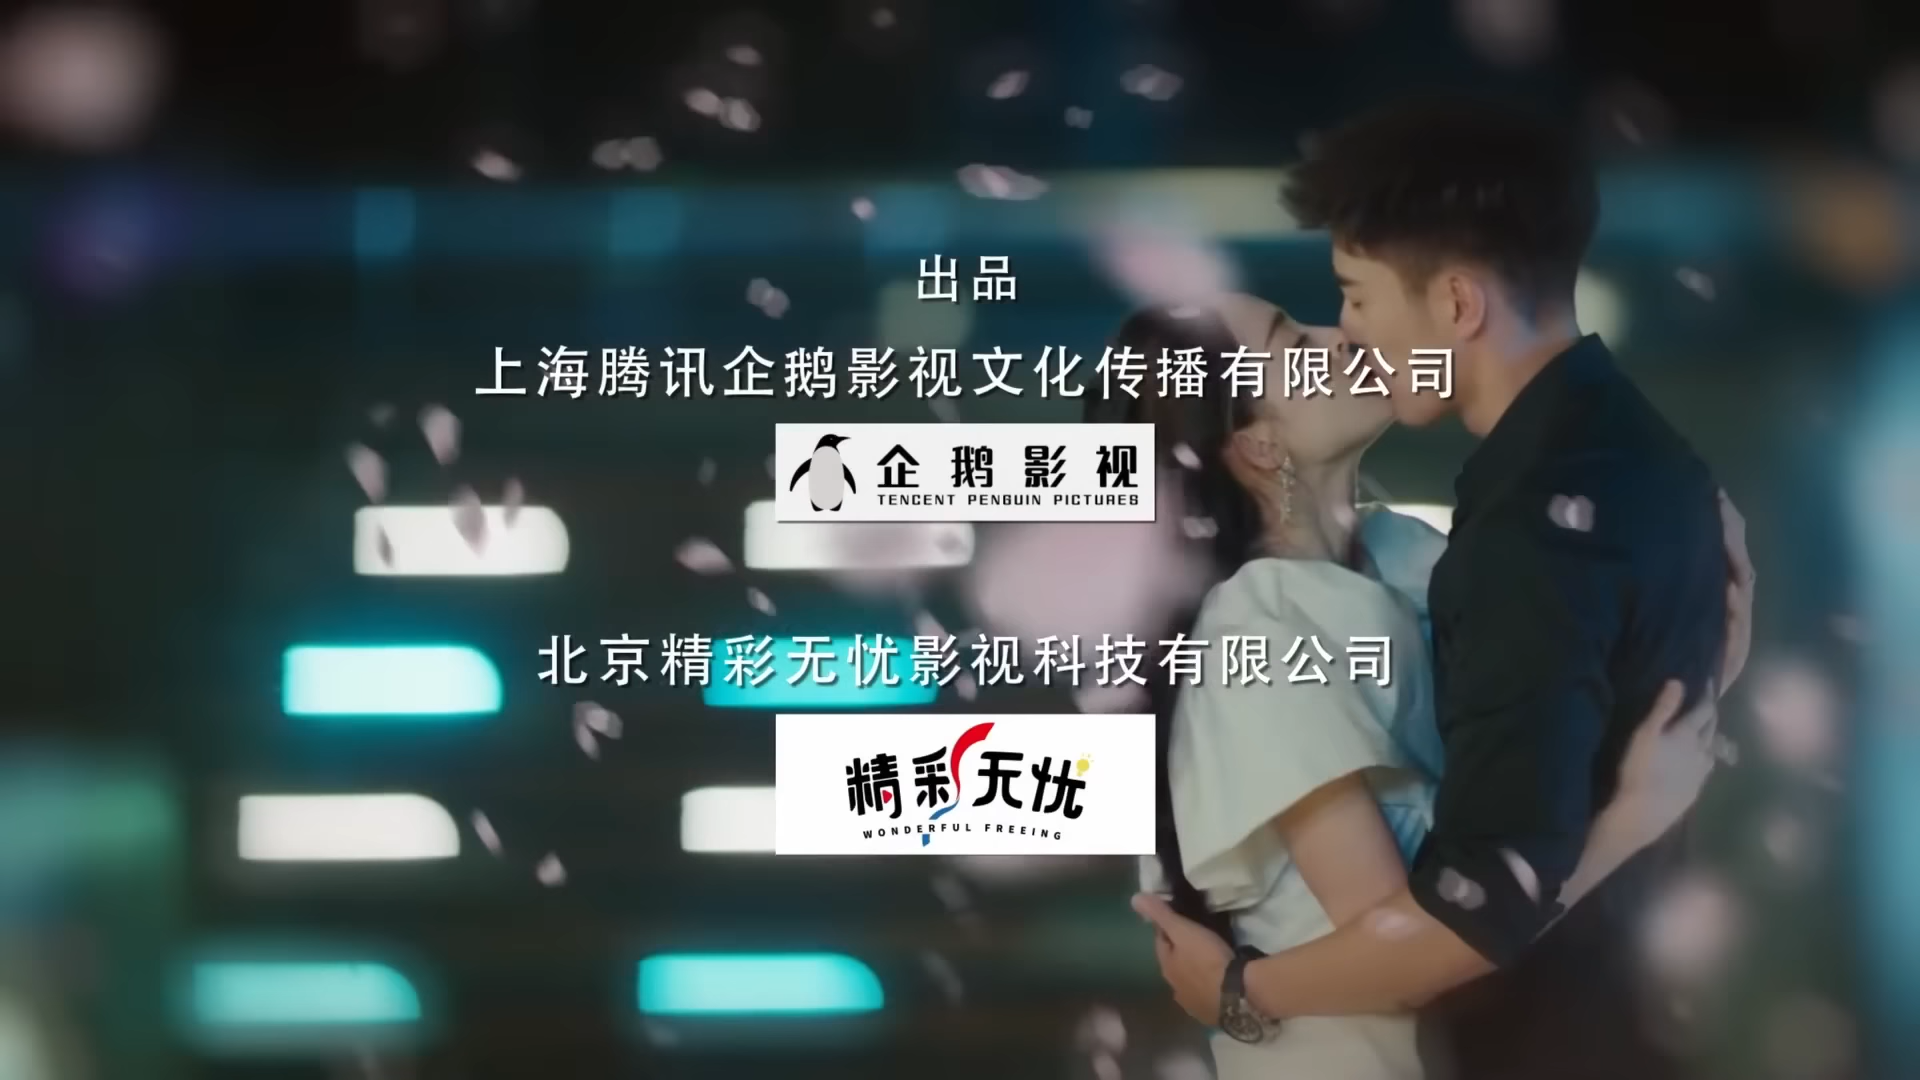 出品
上海腾讯企鹅影视文化传播有限公司
企鹅影视
TENCENT PENGUIN PICTURES
北京精彩无忧影视科技有限公司
精彩无忧
WONDERFUL FREEING